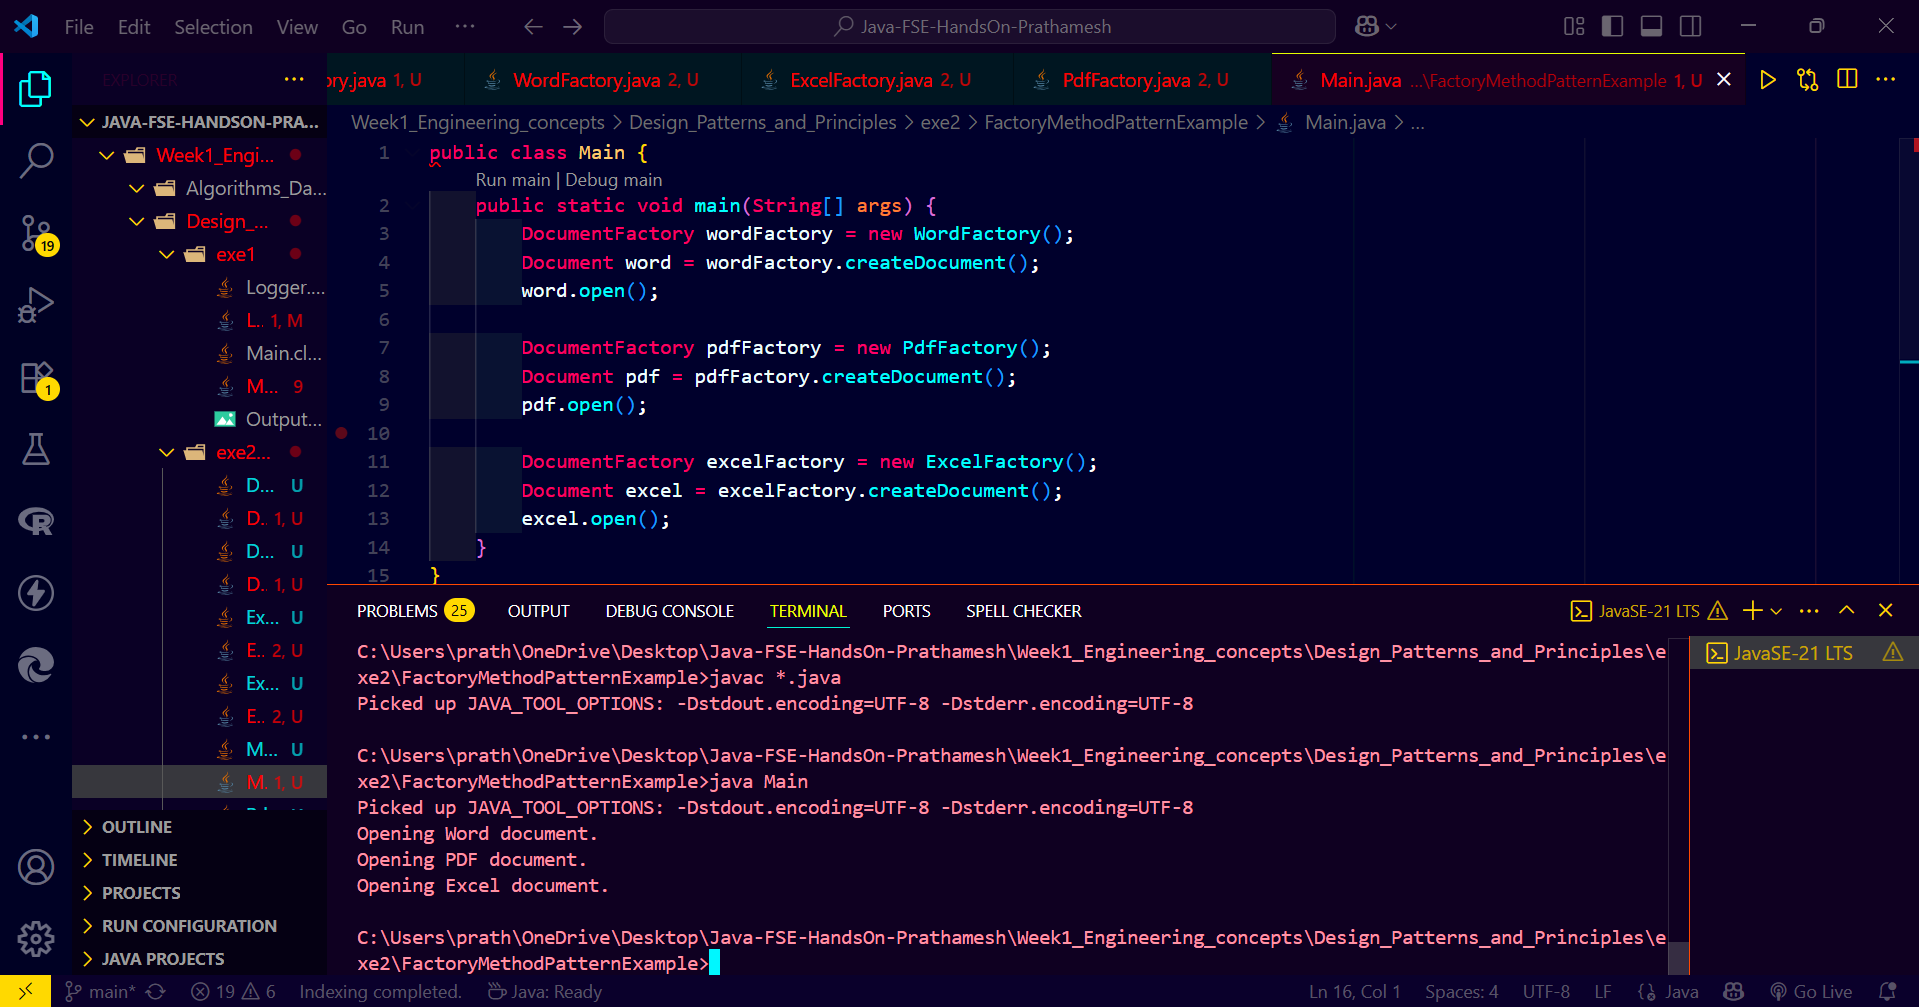 File Edit Selection View Go Run ··· Java-FSE-HandsOn-Prathamesh
EXPLORER ···
JAVA-FSE-HANDSON-PRA...
Week1_Engi...
Algorithms_Da...
Design_...
exe1
Logger....
L.. 1, M
Main.cl...
M... 9
Output...
exe2...
D... U
D.. 1, U
D... U
D.. 1, U
Ex... U
E.. 2, U
Ex... U
E.. 2, U
M... U
M.. 1, U
OUTLINE
TIMELINE
PROJECTS
RUN CONFIGURATION
JAVA PROJECTS
19
1
ory.java 1, U WordFactory.java 2, U ExcelFactory.java 2, U PdfFactory.java 2, U Main.java ...\FactoryMethodPatternExample 1, U
Week1_Engineering_concepts > Design_Patterns_and_Principles > exe2 > FactoryMethodPatternExample > Main.java > ...
1 public class Main {
Run main | Debug main
2 public static void main(String[] args) {
3 DocumentFactory wordFactory = new WordFactory();
4 Document word = wordFactory.createDocument();
5 word.open();
6
7 DocumentFactory pdfFactory = new PdfFactory();
8 Document pdf = pdfFactory.createDocument();
9 pdf.open();
10
11 DocumentFactory excelFactory = new ExcelFactory();
12 Document excel = excelFactory.createDocument();
13 excel.open();
14 }
15 }
PROBLEMS 25 OUTPUT DEBUG CONSOLE TERMINAL PORTS SPELL CHECKER JavaSE-21 LTS
JavaSE-21 LTS
C:\Users\prath\OneDrive\Desktop\Java-FSE-HandsOn-Prathamesh\Week1_Engineering_concepts\Design_Patterns_and_Principles\e
xe2\FactoryMethodPatternExample>javac *.java
Picked up JAVA_TOOL_OPTIONS: -Dstdout.encoding=UTF-8 -Dstderr.encoding=UTF-8
C:\Users\prath\OneDrive\Desktop\Java-FSE-HandsOn-Prathamesh\Week1_Engineering_concepts\Design_Patterns_and_Principles\e
xe2\FactoryMethodPatternExample>java Main
Picked up JAVA_TOOL_OPTIONS: -Dstdout.encoding=UTF-8 -Dstderr.encoding=UTF-8
Opening Word document.
Opening PDF document.
Opening Excel document.
C:\Users\prath\OneDrive\Desktop\Java-FSE-HandsOn-Prathamesh\Week1_Engineering_concepts\Design_Patterns_and_Principles\e
xe2\FactoryMethodPatternExample>
main* 19 6 Indexing completed. Java: Ready Ln 16, Col 1 Spaces: 4 UTF-8 LF {} Java Go Live